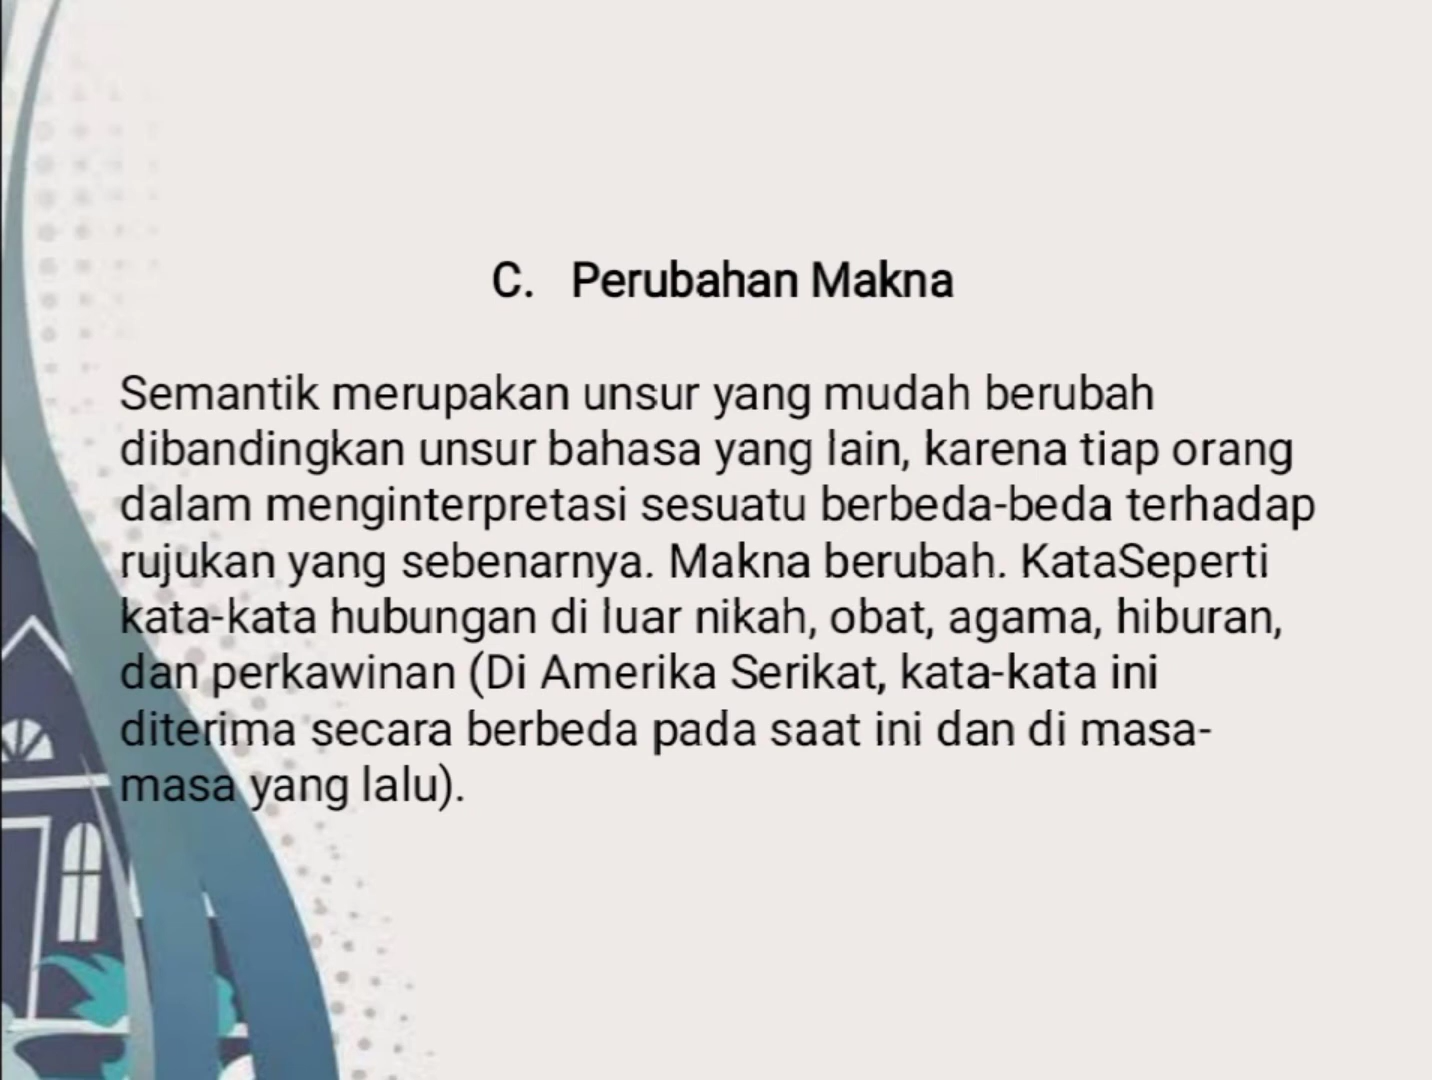 C. Perubahan Makna
Semantik merupakan unsur yang mudah berubah
dibandingkan unsur bahasa yang lain, karena tiap orang
dalam menginterpretasi sesuatu berbeda-beda terhadap
rujukan yang sebenarnya. Makna berubah. KataSeperti
kata-kata hubungan di luar nikah, obat, agama, hiburan,
dan perkawinan (Di Amerika Serikat, kata-kata ini
diterima secara berbeda pada saat ini dan di masa-
masa yang lalu).